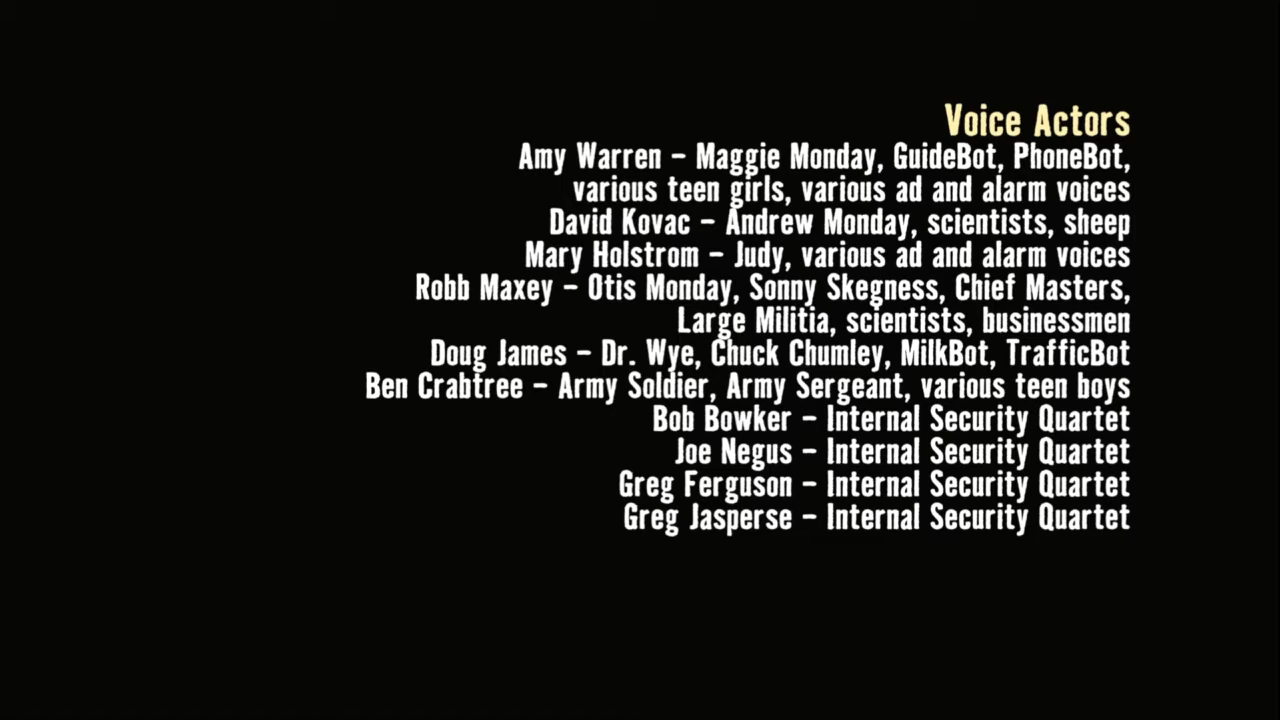 Voice Actors
Amy Warren – Maggie Monday, GuideBot, PhoneBot,
various teen girls, various ad and alarm voices
David Kovac – Andrew Monday, scientists, sheep
Mary Holstrom – Judy, various ad and alarm voices
Robb Maxey – Otis Monday, Sonny Skegness, Chief Masters,
Large Militia, scientists, businessmen
Doug James – Dr. Wye, Chuck Chumley, MilkBot, TrafficBot
Ben Crabtree – Army Soldier, Army Sergeant, various teen boys
Bob Bowker – Internal Security Quartet
Joe Negus – Internal Security Quartet
Greg Ferguson – Internal Security Quartet
Greg Jasperse – Internal Security Quartet